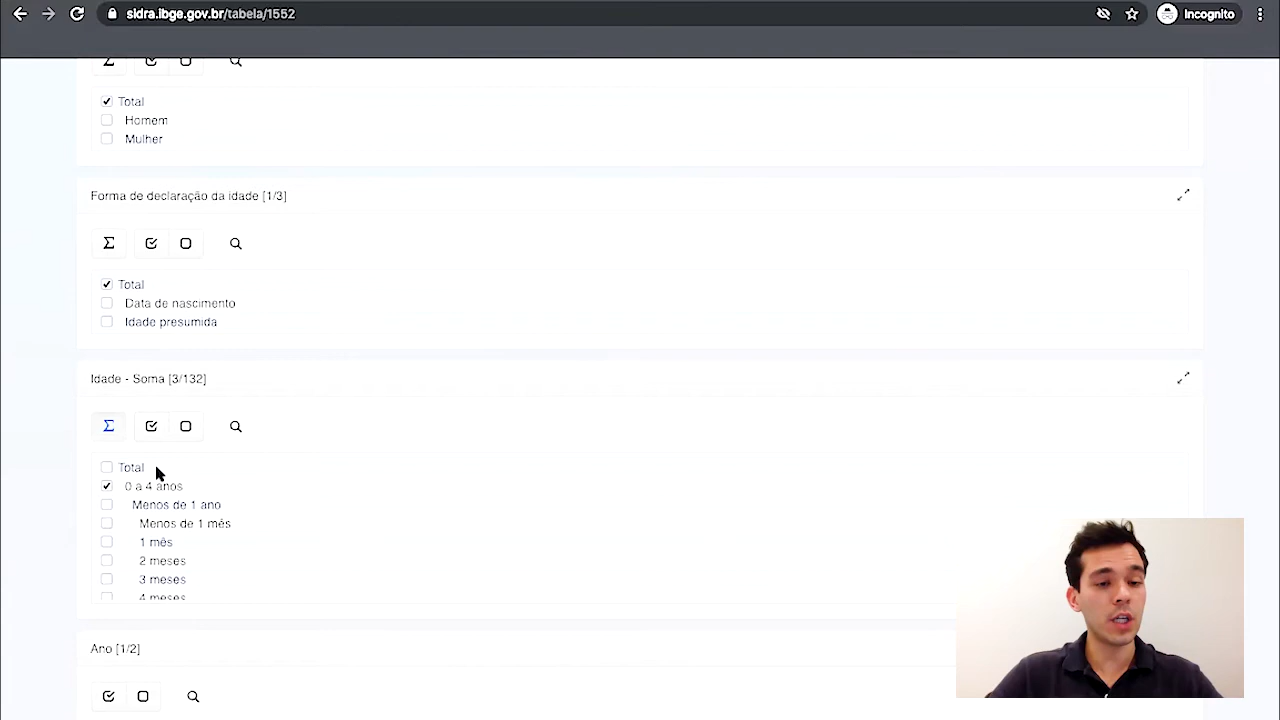 sidra.ibge.gov.br/tabela/1552
Incognito
Total
Homem
Mulher
Forma de declaração da idade [1/3]
Total
Data de nascimento
Idade presumida
Idade - Soma [3/132]
Total
0 a 4 anos
Menos de 1 ano
Menos de 1 mês
1 mês
2 meses
3 meses
4 meses
Ano [1/2]